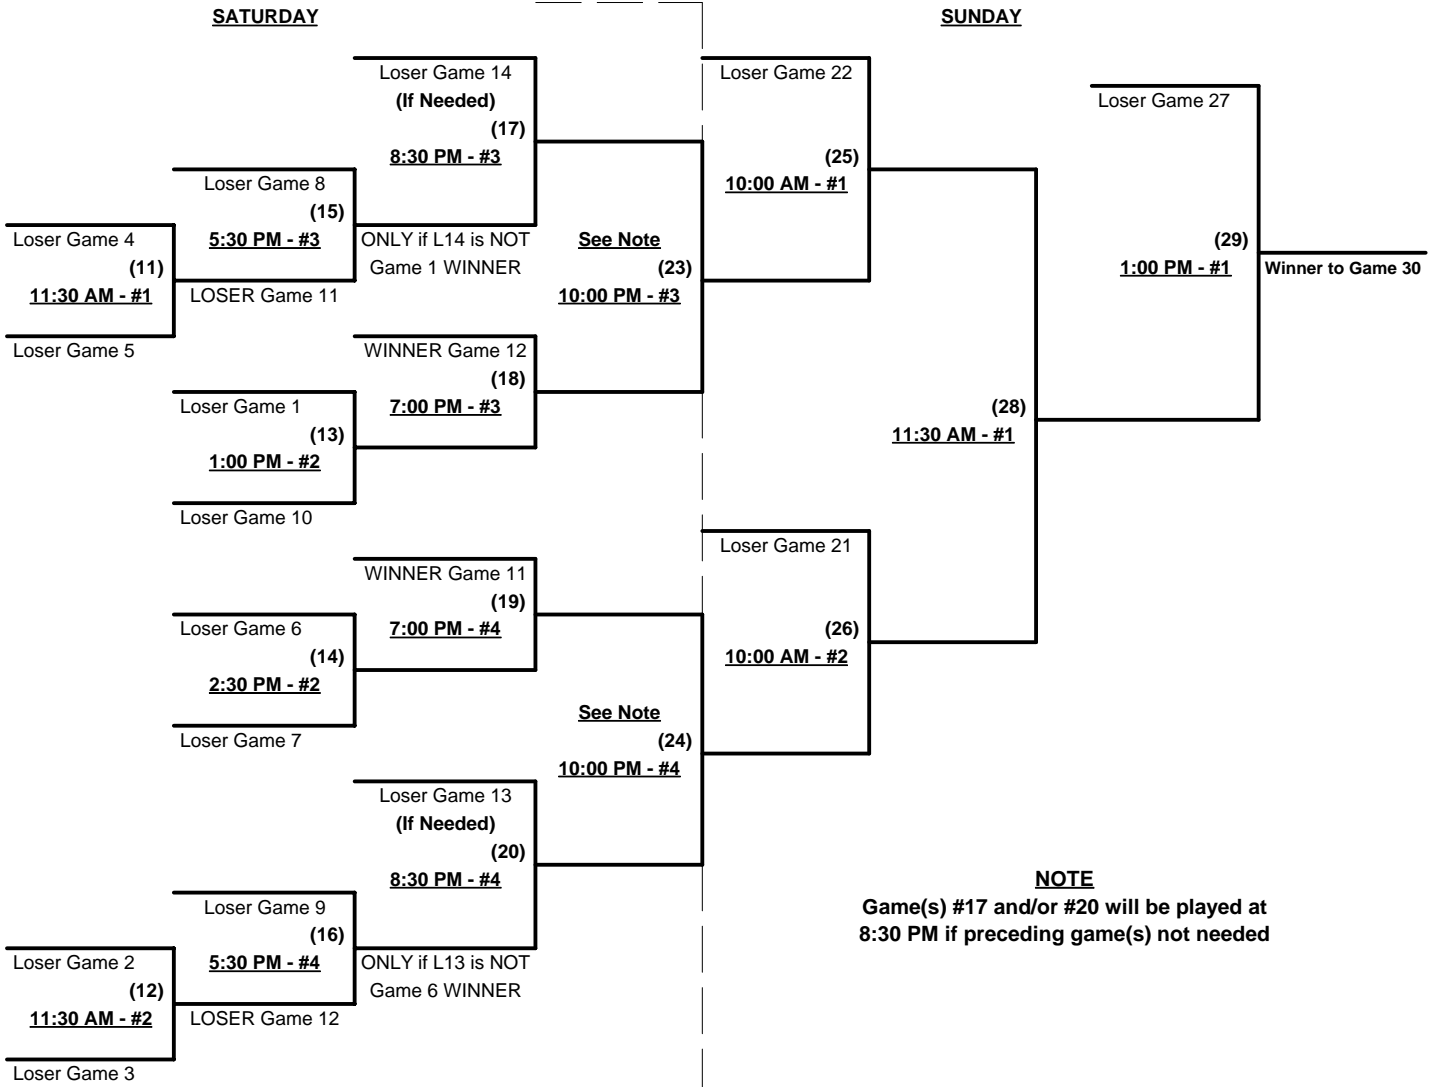 SATURDAY
SUNDAY
Loser Game 14
(If Needed)
(17)
8:30 PM - #3
Loser Game 22
Loser Game 27
Loser Game 8
(15)
5:30 PM - #3
(25)
10:00 AM - #1
Loser Game 4
(11)
11:30 AM - #1
ONLY if L14 is NOT
Game 1 WINNER
See Note
(23)
10:00 PM - #3
(29)
1:00 PM - #1
Winner to Game 30
LOSER Game 11
Loser Game 5
WINNER Game 12
(18)
7:00 PM - #3
Loser Game 1
(13)
1:00 PM - #2
(28)
11:30 AM - #1
Loser Game 10
Loser Game 21
WINNER Game 11
(19)
7:00 PM - #4
Loser Game 6
(14)
2:30 PM - #2
(26)
10:00 AM - #2
Loser Game 7
See Note
(24)
10:00 PM - #4
Loser Game 13
(If Needed)
(20)
8:30 PM - #4
NOTE
Game(s) #17 and/or #20 will be played at
8:30 PM if preceding game(s) not needed
Loser Game 9
(16)
5:30 PM - #4
Loser Game 2
(12)
11:30 AM - #2
ONLY if L13 is NOT
Game 6 WINNER
LOSER Game 12
Loser Game 3